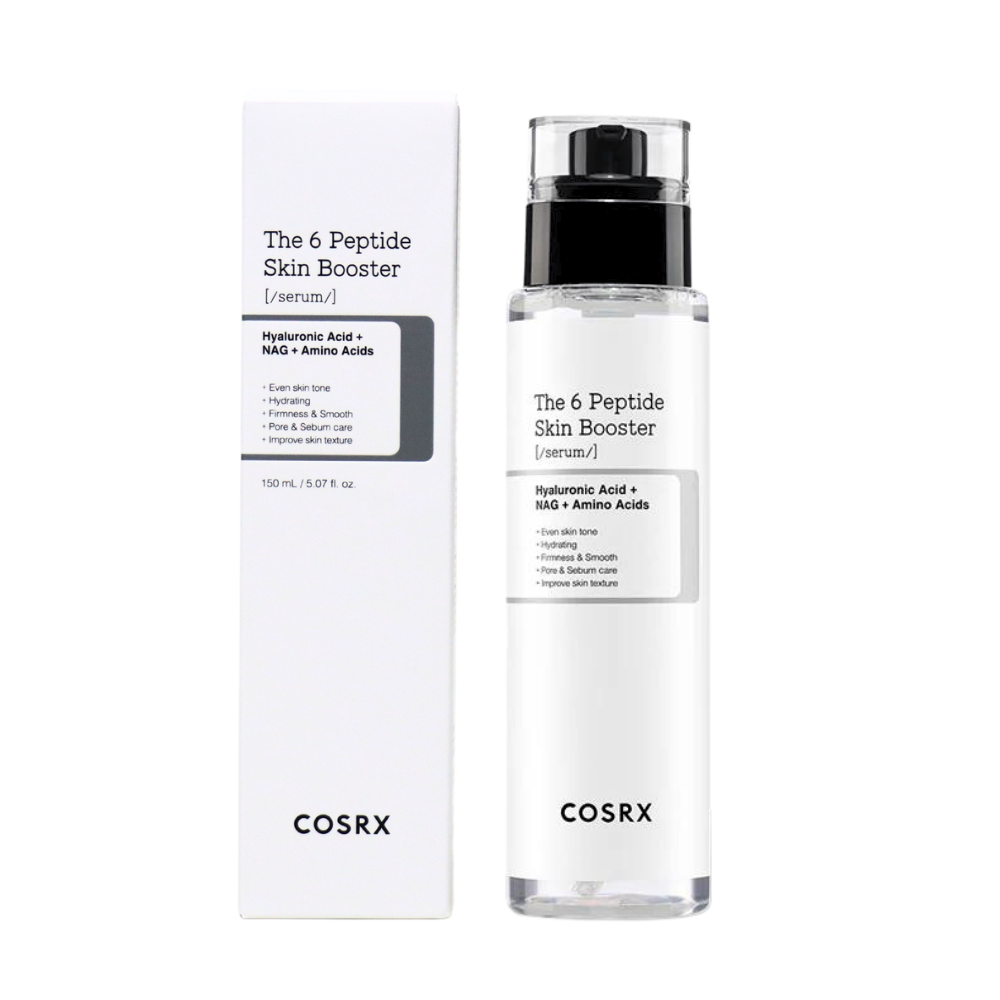 The 6 Peptide
Skin Booster
[/serum/]
Hyaluronic Acid +
NAG + Amino Acids
• Even skin tone
• Hydrating
• Firmness & Smooth
• Pore & Sebum care
• Improve skin texture
150 mL / 5.07 fl. oz.
COSRX
The 6 Peptide
Skin Booster
[/serum/]
Hyaluronic Acid +
NAG + Amino Acids
• Even skin tone
• Hydrating
• Firmness & Smooth
• Pore & Sebum care
• Improve skin texture
COSRX